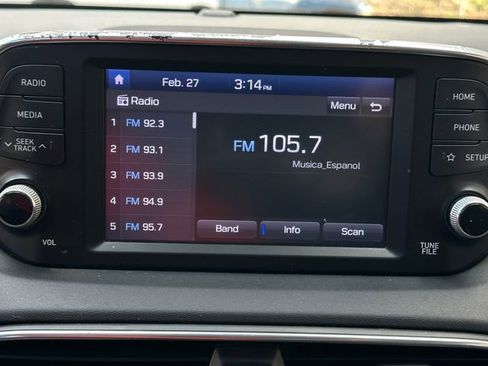 RADIO
MEDIA
SEEK
TRACK
VOL
Feb. 27 3:14 PM
Radio
Menu
1 FM 92.3
2 FM 93.1
3 FM 93.9
4 FM 94.9
5 FM 95.7
FM 105.7
Musica_Espanol
Band Info Scan
HOME
PHONE
SETUP
TUNE
FILE